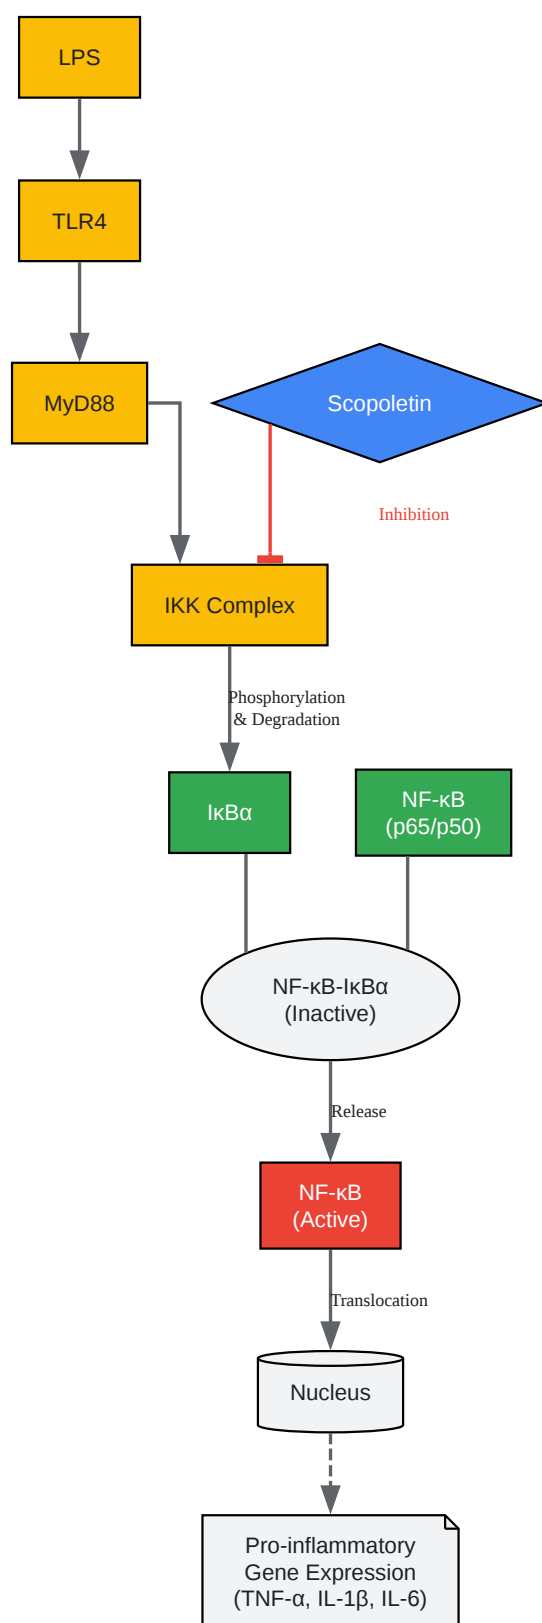 LPS
TLR4
MyD88
Scopoletin
Inhibition
IKK Complex
Phosphorylation
& Degradation
IκBα
NF-κB
(p65/p50)
NF-κB-IκBα
(Inactive)
Release
NF-κB
(Active)
Translocation
Nucleus
Pro-inflammatory
Gene Expression
(TNF-α, IL-1β, IL-6)